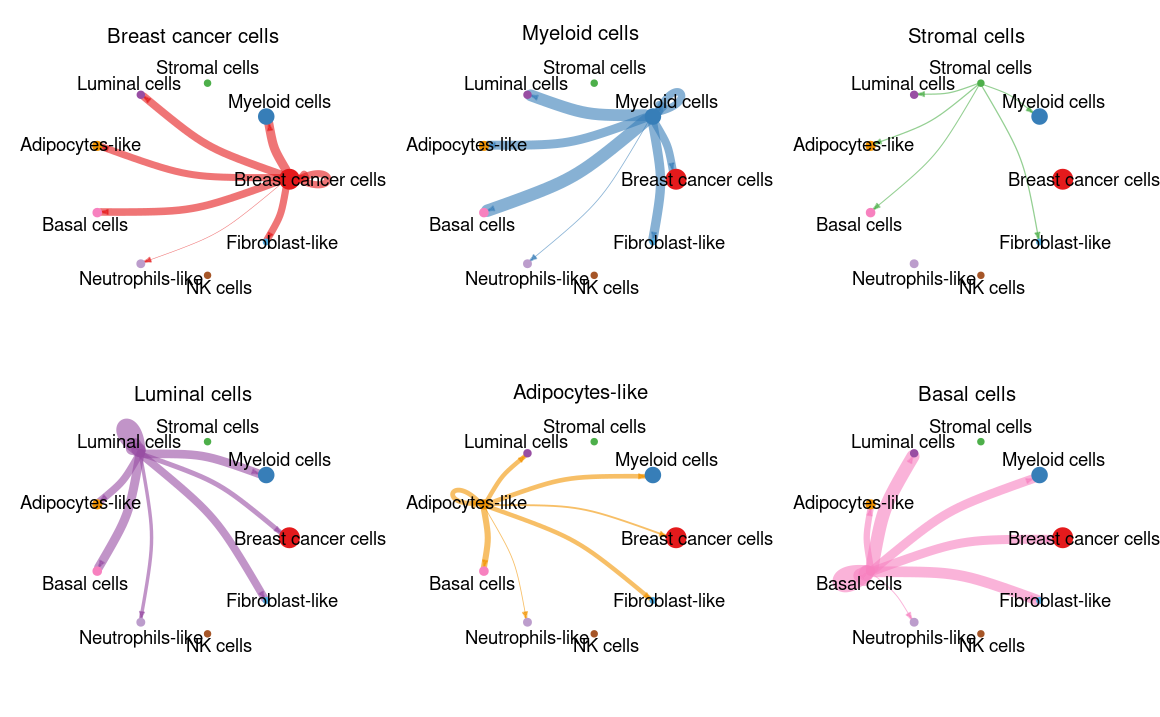 Breast cancer cells
Stromal cells
Luminal cells
Myeloid cells
Adipocytes-like
Breast cancer cells
Basal cells
Fibroblast-like
Neutrophils-like
NK cells
Myeloid cells
Stromal cells
Luminal cells
Myeloid cells
Adipocytes-like
Breast cancer cells
Basal cells
Fibroblast-like
Neutrophils-like
NK cells
Stromal cells
Stromal cells
Luminal cells
Myeloid cells
Adipocytes-like
Breast cancer cells
Basal cells
Fibroblast-like
Neutrophils-like
NK cells
Luminal cells
Stromal cells
Luminal cells
Myeloid cells
Adipocytes-like
Breast cancer cells
Basal cells
Fibroblast-like
Neutrophils-like
NK cells
Adipocytes-like
Stromal cells
Luminal cells
Myeloid cells
Adipocytes-like
Breast cancer cells
Basal cells
Fibroblast-like
Neutrophils-like
NK cells
Basal cells
Stromal cells
Luminal cells
Myeloid cells
Adipocytes-like
Breast cancer cells
Basal cells
Fibroblast-like
Neutrophils-like
NK cells